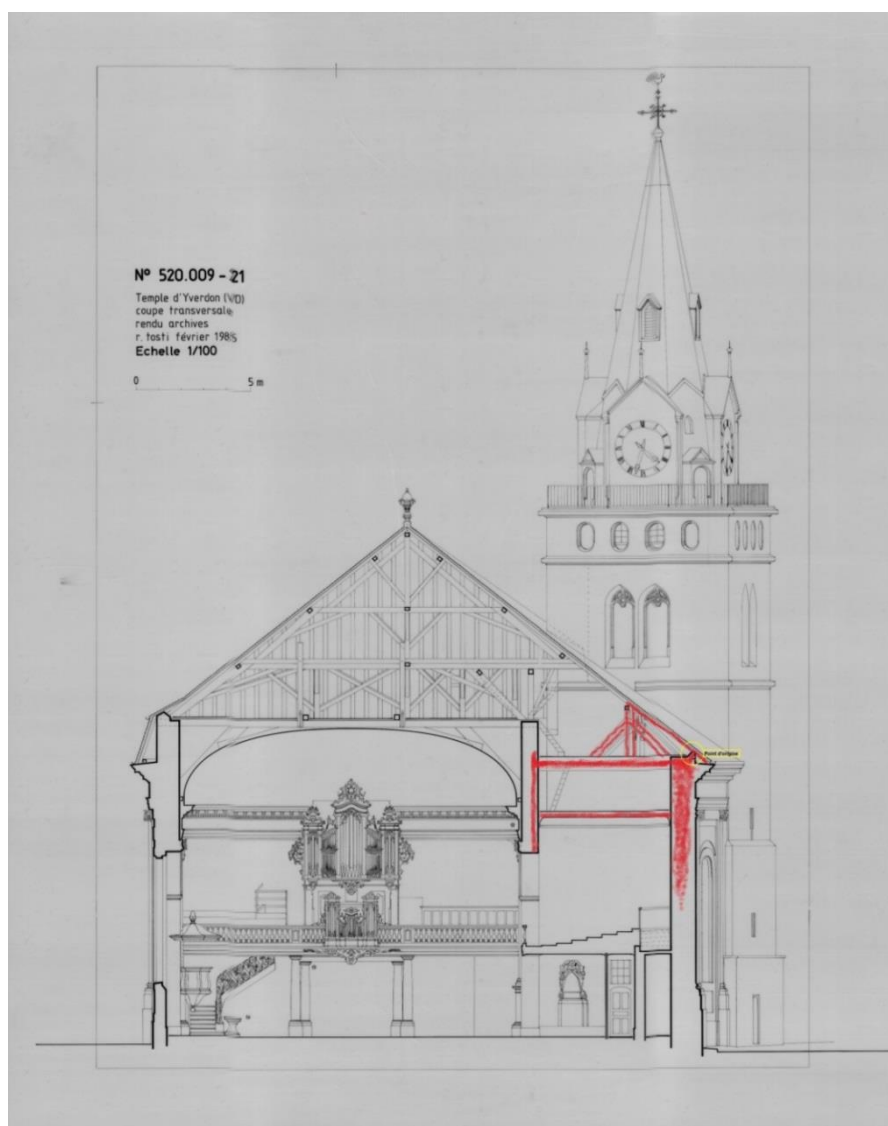 Nº 520.009 - 21
Temple d'Yverdon (VD)
coupe transversale
rendu archives
r. tosti février 1985
Echelle 1/100
0 5 m
Point d'origine